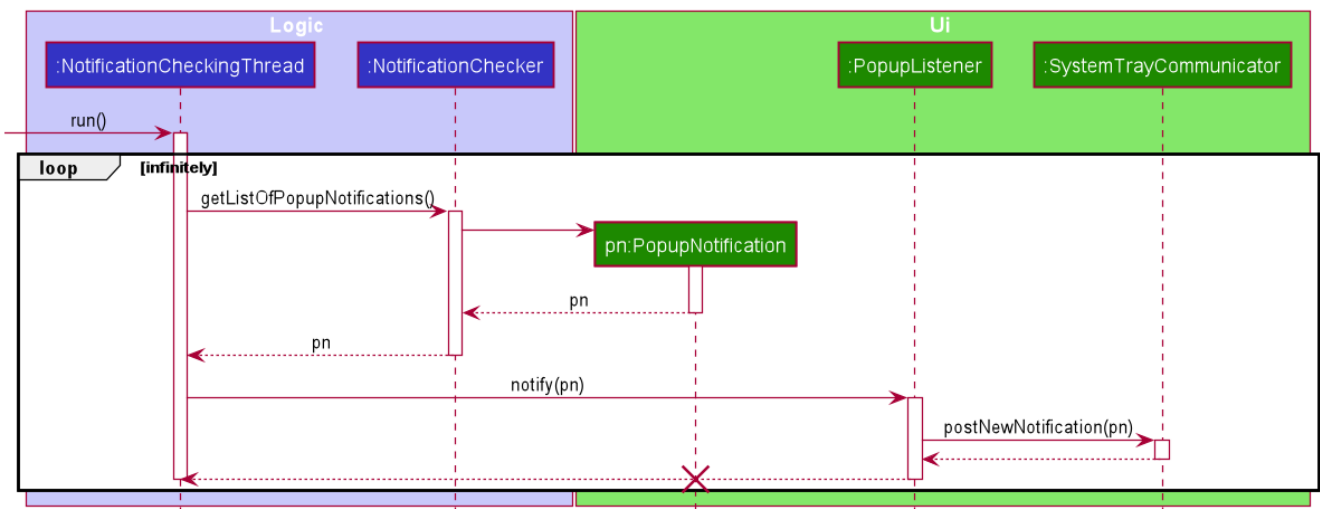 Logic
Ui
:NotificationCheckingThread
:NotificationChecker
:PopupListener
:SystemTrayCommunicator
run()
loop
[infinitely]
getListOfPopupNotifications()
pn:PopupNotification
pn
pn
notify(pn)
postNewNotification(pn)